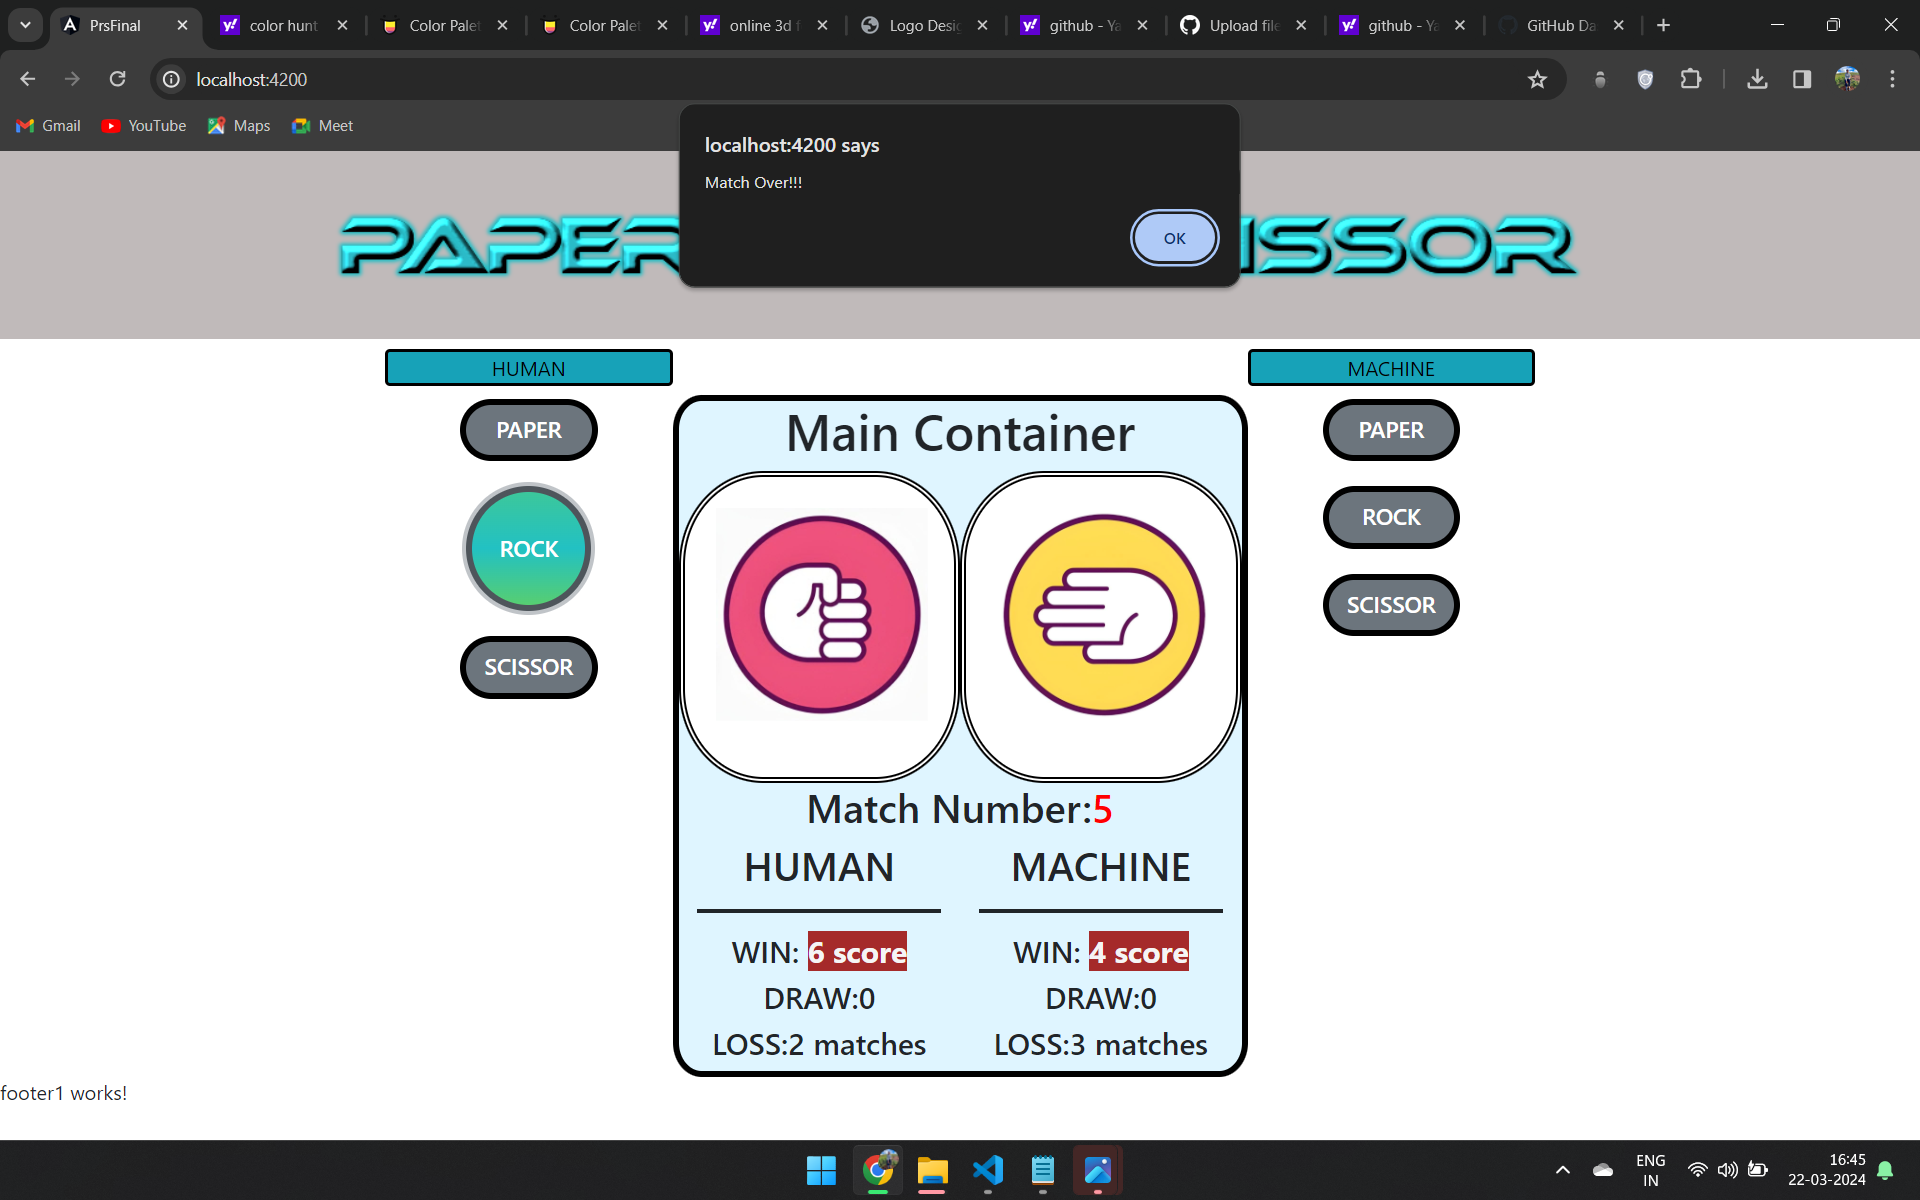 PrsFinal
color hunt
Color Palet
Color Palet
online 3d f
Logo Desig
github - Ya
Upload file
github - Ya
GitHub Da
localhost:4200
Gmail
YouTube
Maps
Meet
localhost:4200 says
Match Over!!!
OK
PAPER
ISSOR
HUMAN
MACHINE
PAPER
ROCK
SCISSOR
Main Container
PAPER
ROCK
SCISSOR
Match Number:5
HUMAN
MACHINE
WIN: 6 score
WIN: 4 score
DRAW:0
DRAW:0
LOSS:2 matches
LOSS:3 matches
footer1 works!
ENG
IN
16:45
22-03-2024